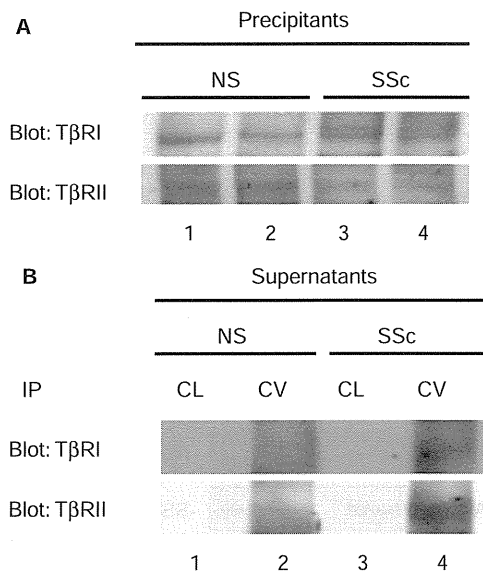 A
Precipitants
NS SSc
Blot: TβRI
Blot: TβRII
1 2 3 4
B
Supernatants
NS SSc
IP CL CV CL CV
Blot: TβRI
Blot: TβRII
1 2 3 4